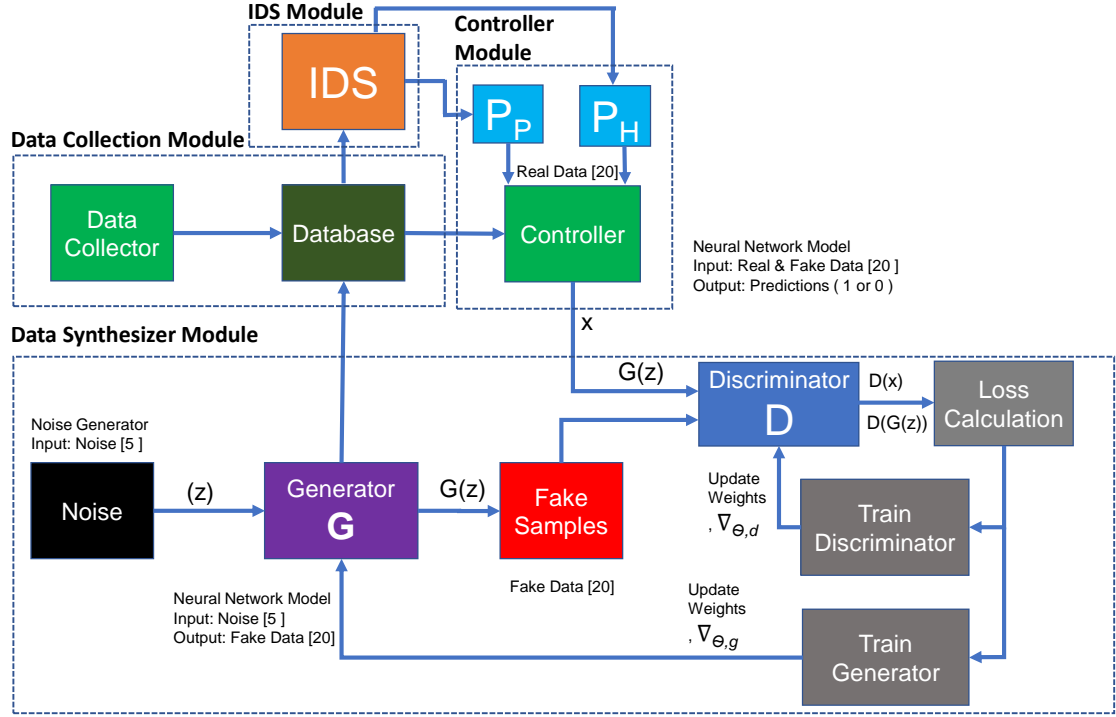 IDS Module
Controller
Module
IDS
P_P
P_H
Data Collection Module
Real Data [20]
Data
Collector
Database
Controller
Neural Network Model
Input: Real & Fake Data [20 ]
Output: Predictions ( 1 or 0 )
x
Data Synthesizer Module
G(z)
Discriminator
D
D(x)
D(G(z))
Loss
Calculation
Noise Generator
Input: Noise [5 ]
Noise
(z)
Generator
G
G(z)
Fake
Samples
Fake Data [20]
Update
Weights
, ∇_Θ,d
Train
Discriminator
Neural Network Model
Input: Noise [5 ]
Output: Fake Data [20]
Update
Weights
, ∇_Θ,g
Train
Generator